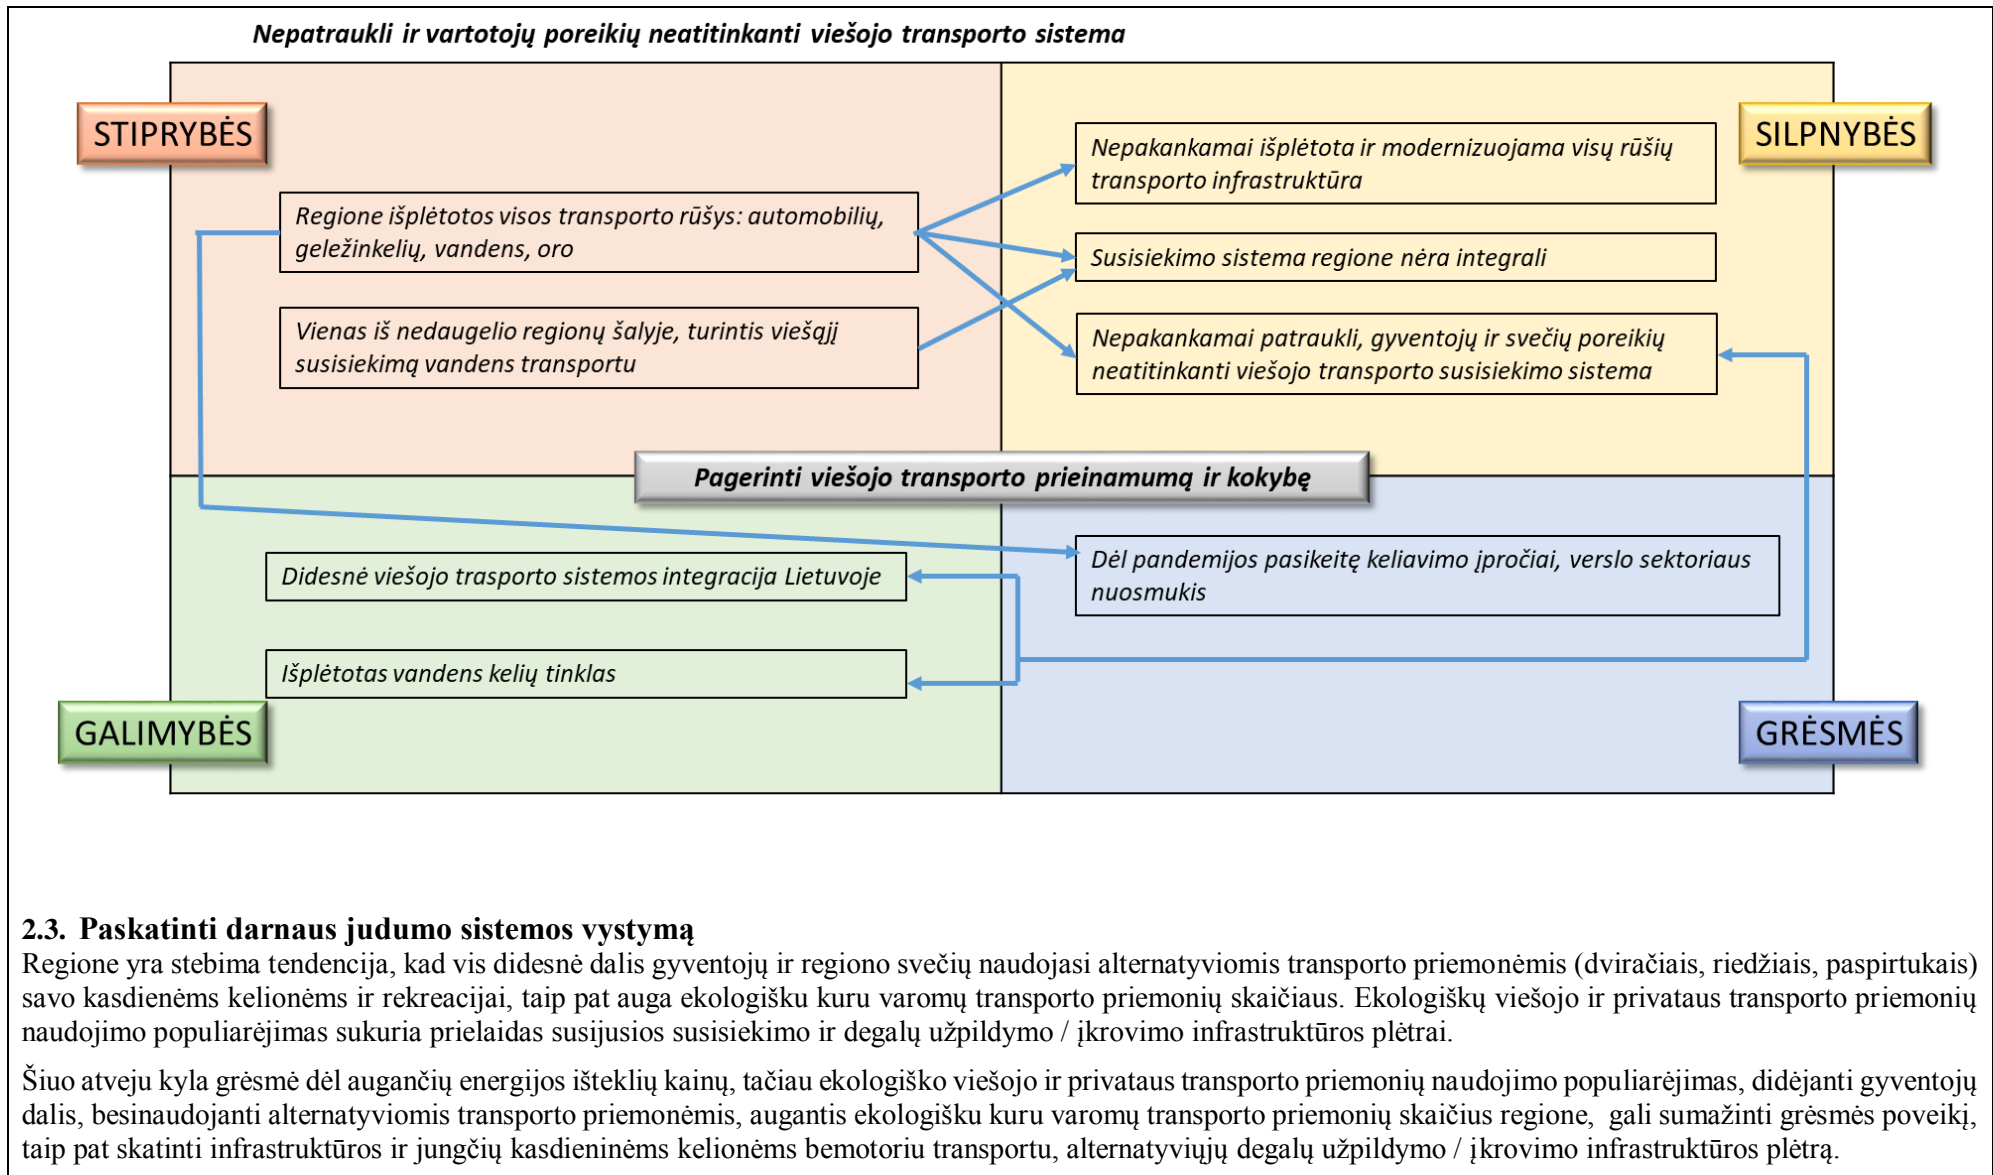 Nepatraukli ir vartotojų poreikių neatitinkanti viešojo transporto sistema
STIPRYBĖS
SILPNYBĖS
Regione išplėtotos visos transporto rūšys: automobilių,
geležinkelių, vandens, oro
Vienas iš nedaugelio regionų šalyje, turintis viešąjį
susisiekimą vandens transportu
Nepakankamai išplėtota ir modernizuojama visų rūšių
transporto infrastruktūra
Susisiekimo sistema regione nėra integrali
Nepakankamai patraukli, gyventojų ir svečių poreikių
neatitinkanti viešojo transporto susisiekimo sistema
Pagerinti viešojo transporto prieinamumą ir kokybę
Didesnė viešojo trasporto sistemos integracija Lietuvoje
Išplėtotas vandens kelių tinklas
Dėl pandemijos pasikeitę keliavimo įpročiai, verslo sektoriaus
nuosmukis
GALIMYBĖS
GRĖSMĖS
2.3. Paskatinti darnaus judumo sistemos vystymą
Regione yra stebima tendencija, kad vis didesnė dalis gyventojų ir regiono svečių naudojasi alternatyviomis transporto priemonėmis (dviračiais, riedžiais, paspirtukais)
savo kasdienėms kelionėms ir rekreacijai, taip pat auga ekologišku kuru varomų transporto priemonių skaičiaus. Ekologiškų viešojo ir privataus transporto priemonių
naudojimo populiarėjimas sukuria prielaidas susijusios susisiekimo ir degalų užpildymo / įkrovimo infrastruktūros plėtrai.
Šiuo atveju kyla grėsmė dėl augančių energijos išteklių kainų, tačiau ekologiško viešojo ir privataus transporto priemonių naudojimo populiarėjimas, didėjanti gyventojų
dalis, besinaudojanti alternatyviomis transporto priemonėmis, augantis ekologišku kuru varomų transporto priemonių skaičius regione, gali sumažinti grėsmės poveikį,
taip pat skatinti infrastruktūros ir jungčių kasdieninėms kelionėms bemotoriu transportu, alternatyviųjų degalų užpildymo / įkrovimo infrastruktūros plėtrą.